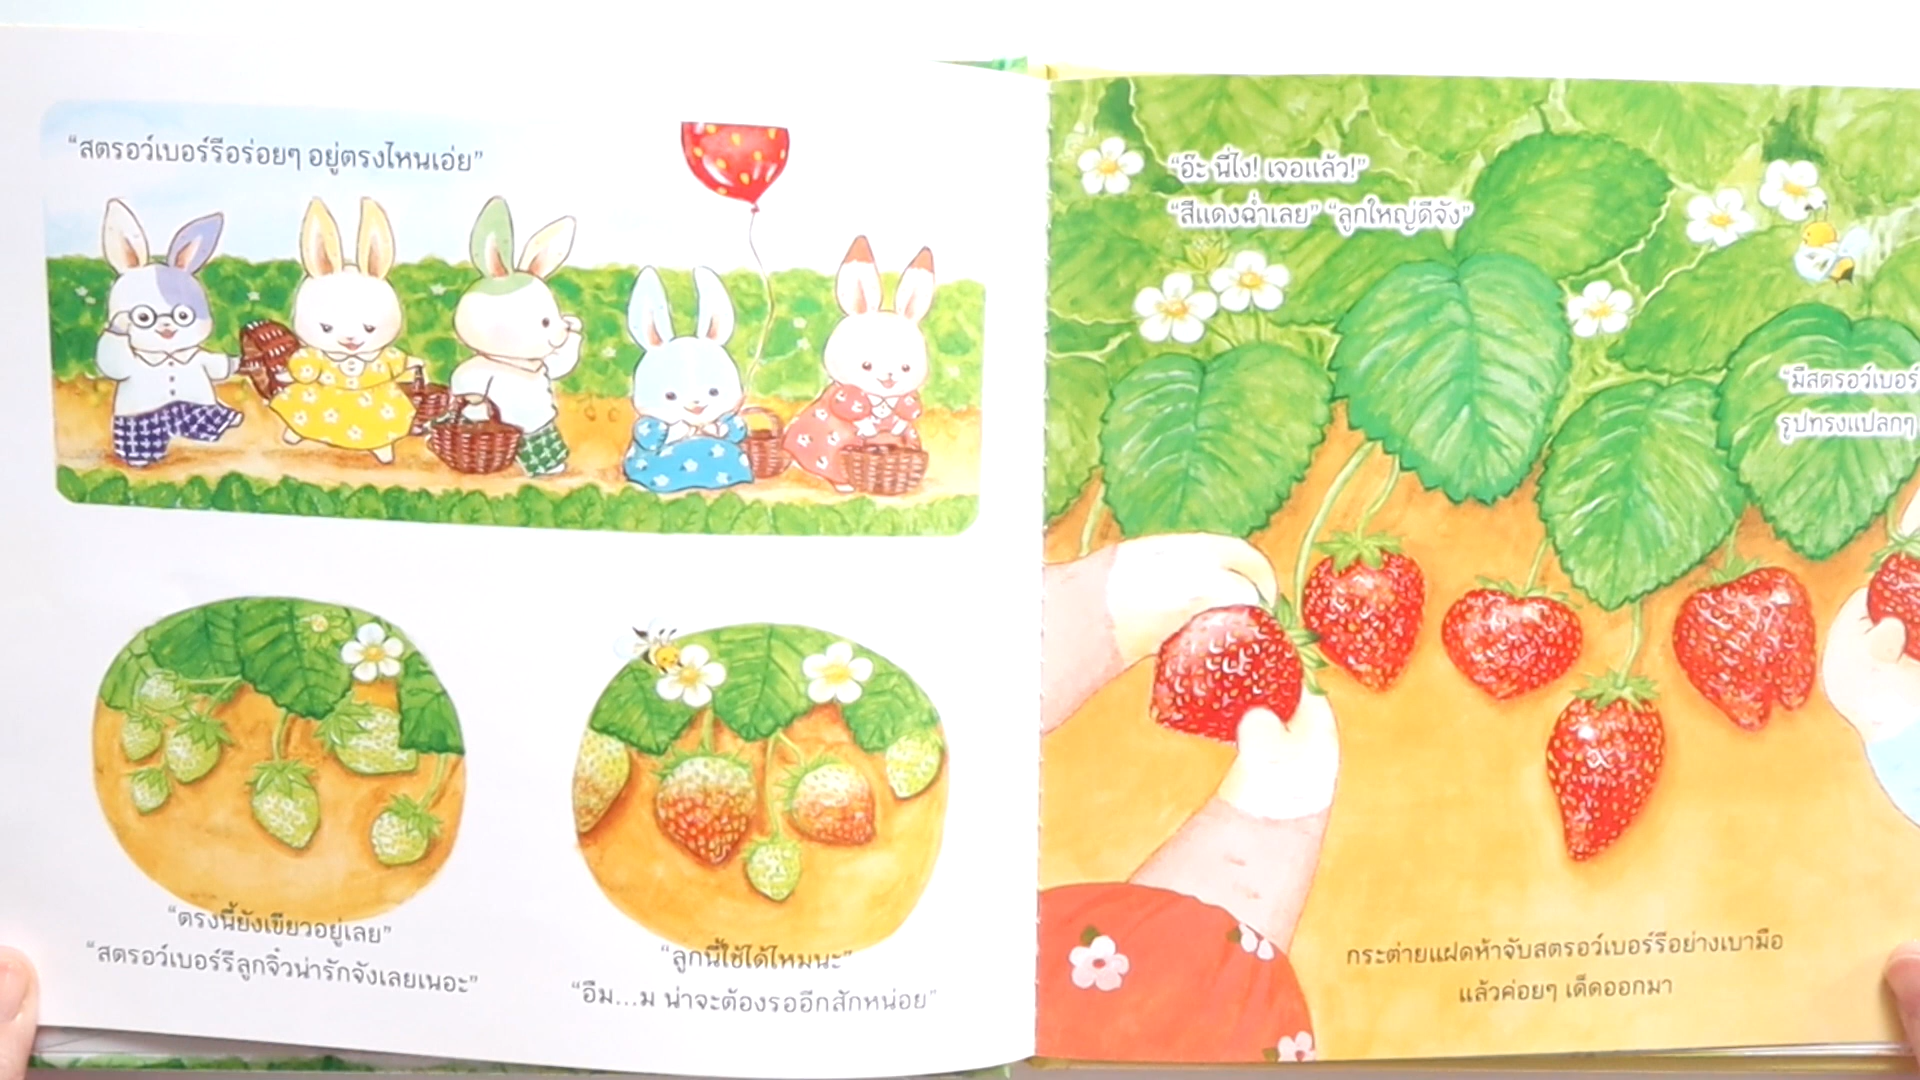 “สตรอว์เบอร์รีอร่อยๆ อยู่ตรงไหนเอ่ย”
“ตรงนี้ยังเขียวอยู่เลย”
“สตรอว์เบอร์รีลูกจิ๋วน่ารักจังเลยเนอะ”
“ลูกนี้ใช้ได้ไหมนะ”
“อืม...ม น่าจะต้องรออีกสักหน่อย”
“อ๊ะ นี่ไง! เจอแล้ว!”
“สีแดงฉ่ำเลย” “ลูกใหญ่ดีจัง”
“มีสตรอว์เบอร์
รูปทรงแปลกๆ
กระต่ายแฝดห้าจับสตรอว์เบอร์รีอย่างเบามือ
แล้วค่อยๆ เด็ดออกมา